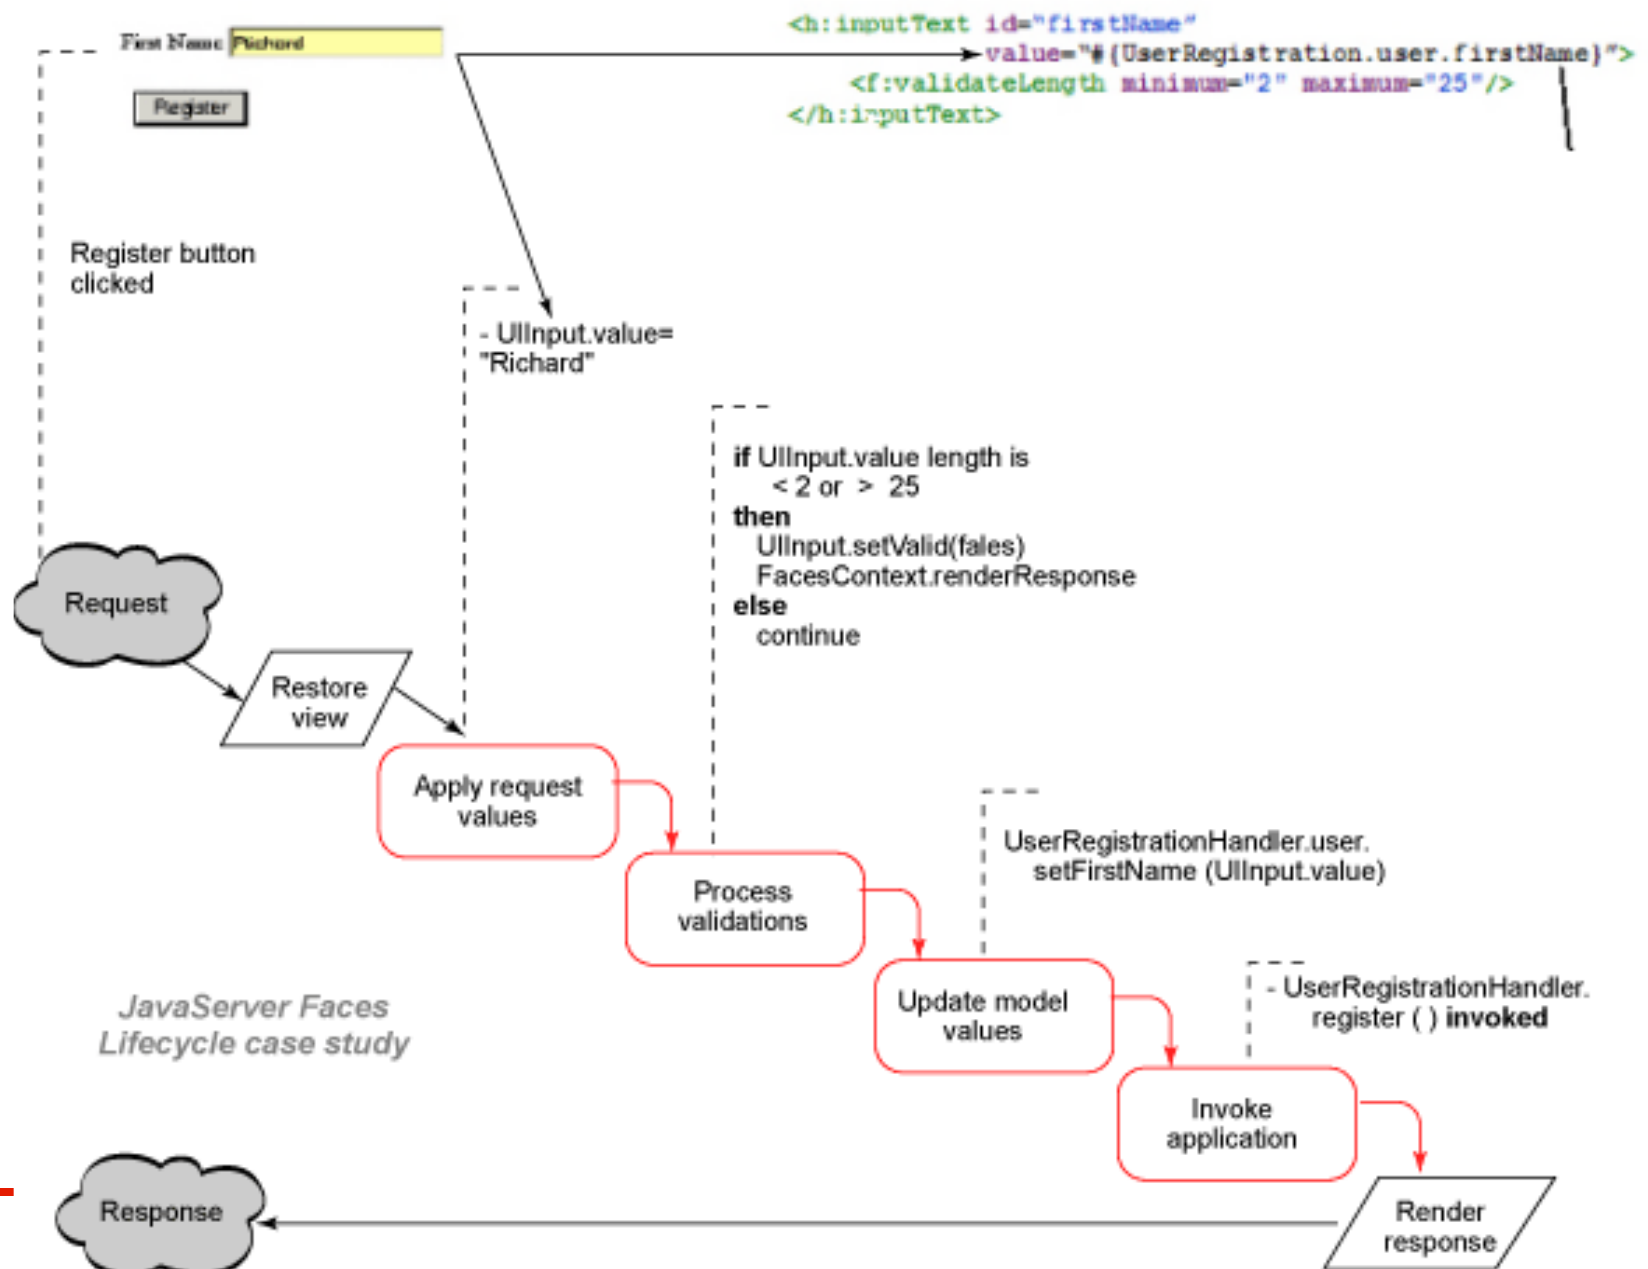 First Name Richard
Register
<h:inputText id="firstName"
value="#{UserRegistration.user.firstName}">
<f:validateLength minimum="2" maximum="25"/>
</h:inputText>
Register button
clicked
- UIInput.value=
"Richard"
if UIInput.value length is
< 2 or > 25
then
UIInput.setValid(fales)
FacesContext.renderResponse
else
continue
Request
Restore
view
Apply request
values
Process
validations
UserRegistrationHandler.user.
setFirstName (UIInput.value)
Update model
values
- UserRegistrationHandler.
register ( ) invoked
JavaServer Faces
Lifecycle case study
Invoke
application
Response
Render
response